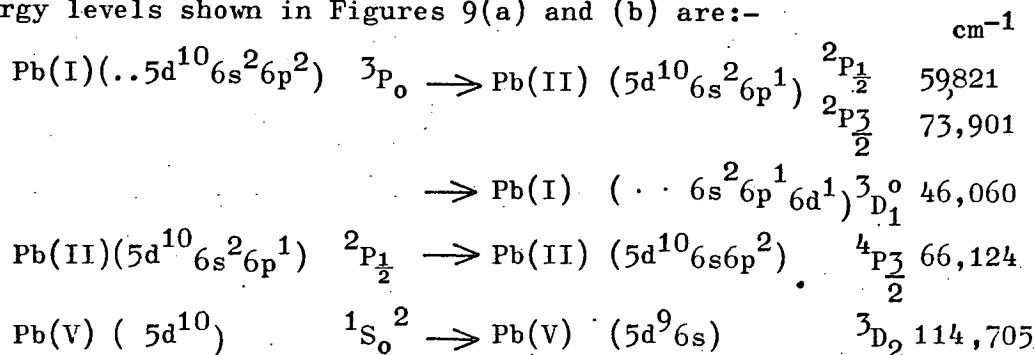 rgy levels shown in Figures 9(a) and (b) are:-
cm⁻¹
Pb(I)(..5d¹⁰6s²6p²) ³P₀ → Pb(II) (5d¹⁰6s²6p¹) ²P½ 59,821
²P3/2 73,901
→ Pb(I) (· · 6s²6p¹6d¹)³D₁⁰ 46,060
Pb(II)(5d¹⁰6s²6p¹) ²P½ → Pb(II) (5d¹⁰6s6p²). ⁴P3/2 66,124
Pb(V) ( 5d¹⁰) ¹S₀² → Pb(V) (5d⁹6s) ³D₂ 114,705